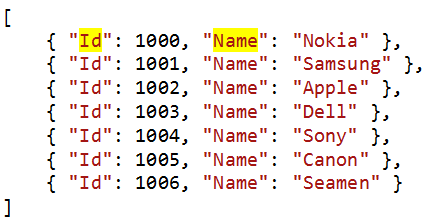 [
{ "Id": 1000, "Name": "Nokia" },
{ "Id": 1001, "Name": "Samsung" },
{ "Id": 1002, "Name": "Apple" },
{ "Id": 1003, "Name": "Dell" },
{ "Id": 1004, "Name": "Sony" },
{ "Id": 1005, "Name": "Canon" },
{ "Id": 1006, "Name": "Seamen" }
]